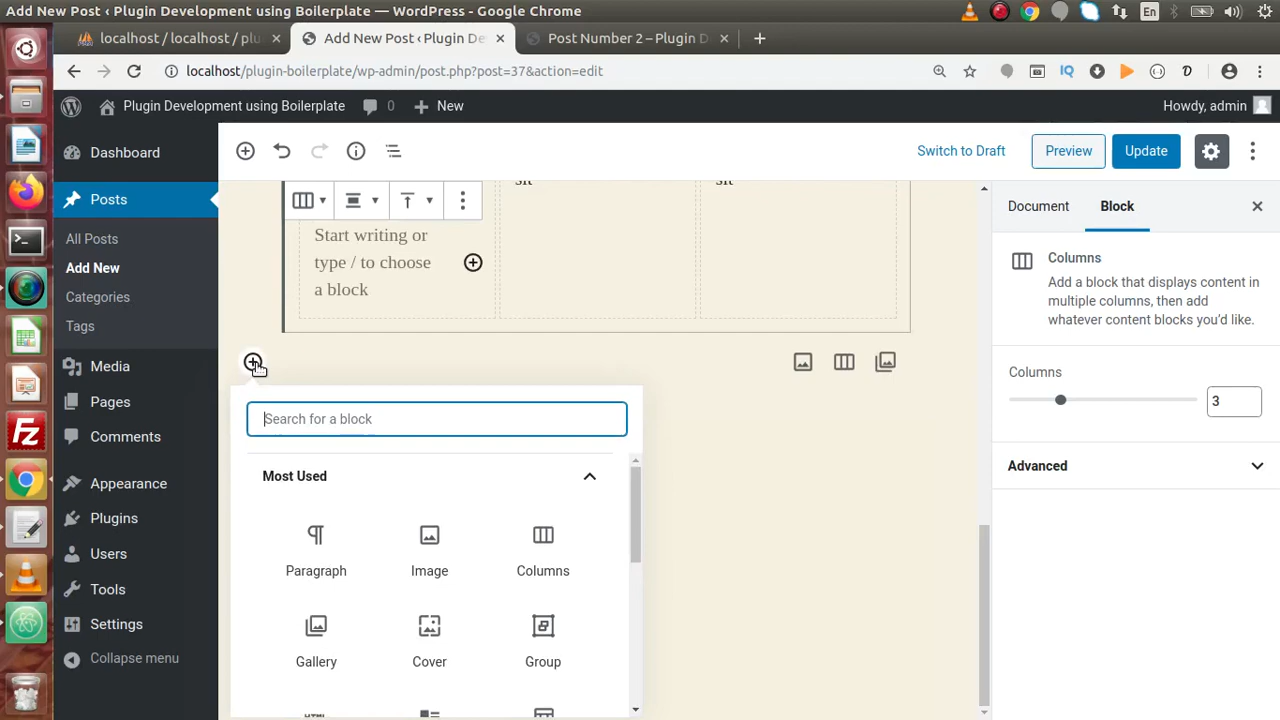 Add New Post ‹ Plugin Development using Boilerplate — WordPress - Google Chrome
En
localhost / localhost / plu
Add New Post ‹ Plugin De
Post Number 2 – Plugin D
localhost/plugin-boilerplate/wp-admin/post.php?post=37&action=edit
IQ
Plugin Development using Boilerplate
0
New
Howdy, admin
Dashboard
Posts
All Posts
Add New
Categories
Tags
Media
Pages
Comments
Appearance
Plugins
Users
Tools
Settings
Collapse menu
Switch to Draft
Preview
Update
sit
sit
Start writing or
type / to choose
a block
Search for a block
Most Used
Paragraph
Image
Columns
Gallery
Cover
Group
Document
Block
Columns
Add a block that displays content in
multiple columns, then add
whatever content blocks you’d like.
Columns
3
Advanced